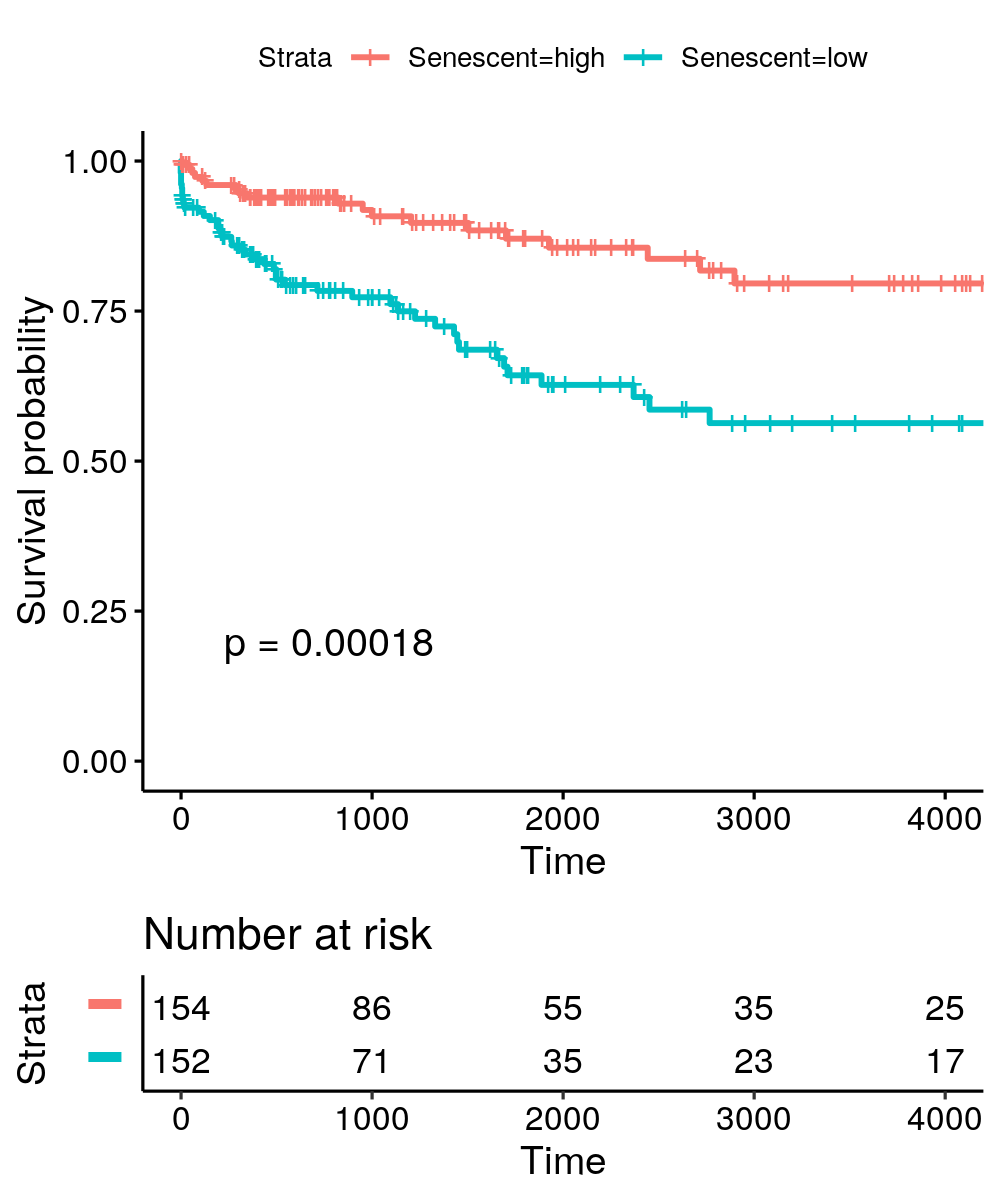 Strata Senescent=high Senescent=low
1.00
0.75
0.50
0.25
0.00
Survival probability
p = 0.00018
0 1000 2000 3000 4000
Time
Number at risk
Strata
154 86 55 35 25
152 71 35 23 17
0 1000 2000 3000 4000
Time